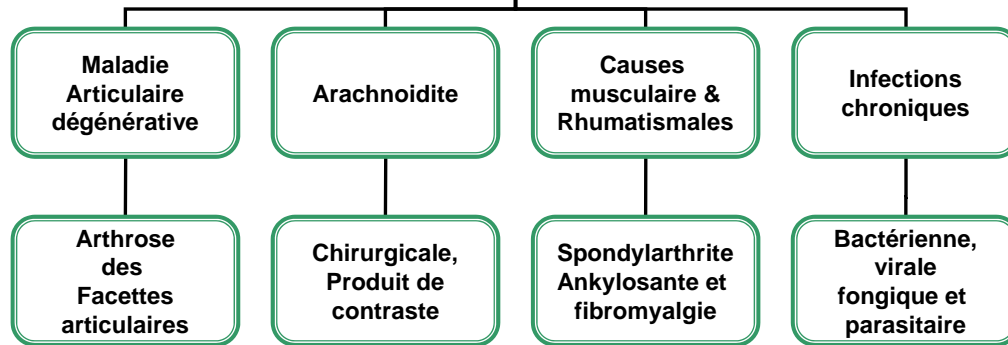 Maladie
Articulaire
dégénérative
Arachnoidite
Causes
musculaire &
Rhumatismales
Infections
chroniques
Arthrose
des
Facettes
articulaires
Chirurgicale,
Produit de
contraste
Spondylarthrite
Ankylosante et
fibromyalgie
Bactérienne,
virale
fongique et
parasitaire